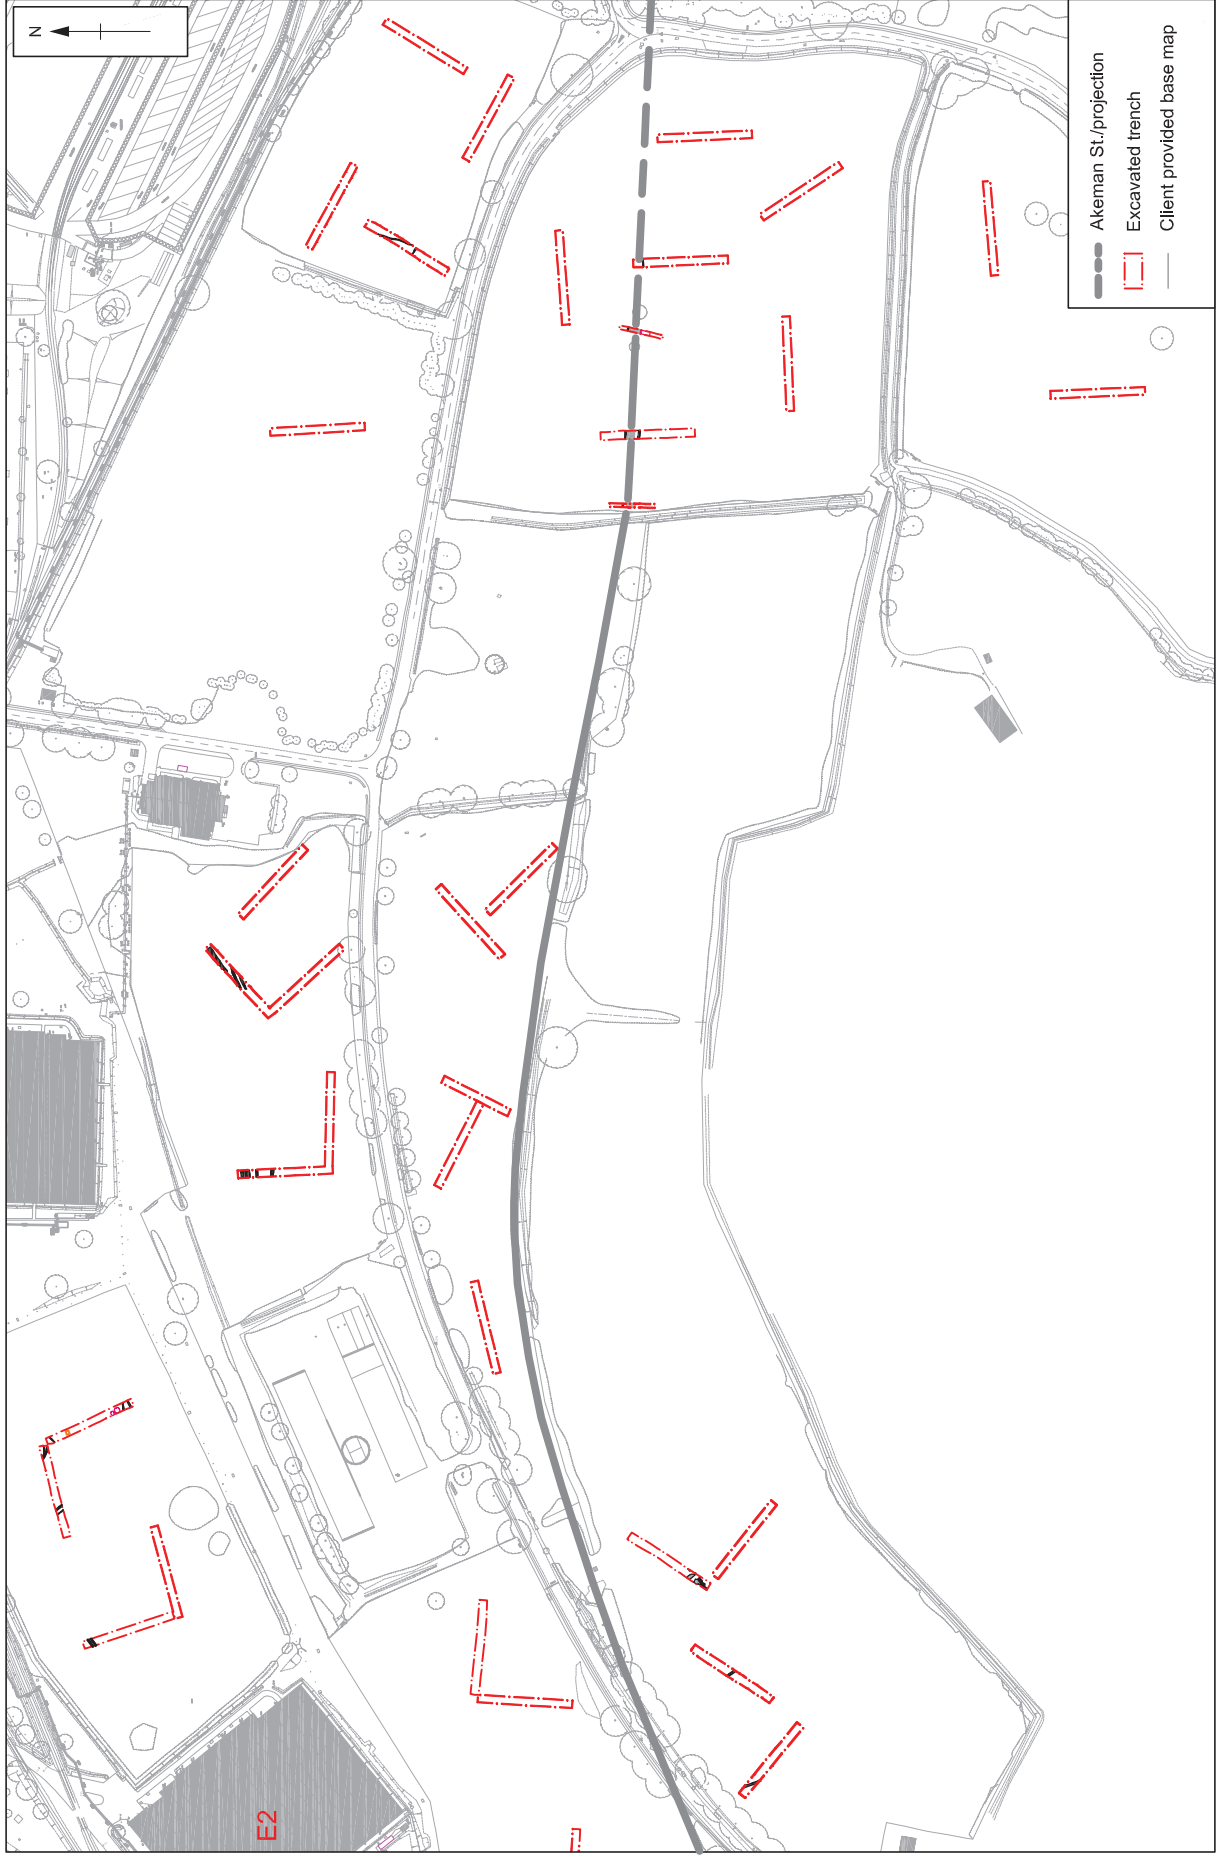 N
Akeman St./projection
Excavated trench
Client provided base map
E2